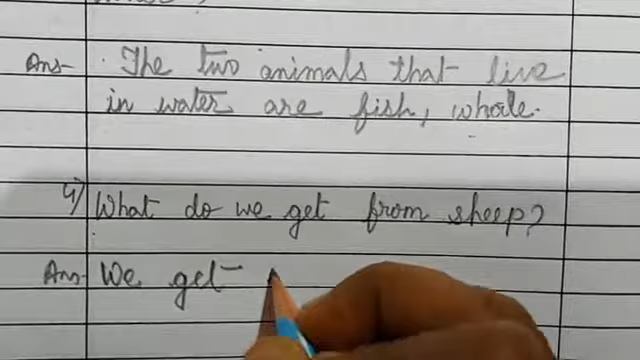 Ans- The two animals that live
in water are fish, whale.
4) What do we get from sheep?
Ans- We get